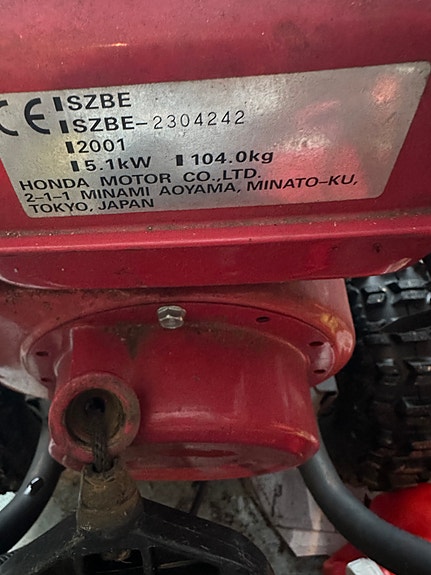 CE SZBE
SZBE-2304242
2001
5.1kW 104.0kg
HONDA MOTOR CO.,LTD.
2-1-1 MINAMI AOYAMA, MINATO-KU,
TOKYO, JAPAN